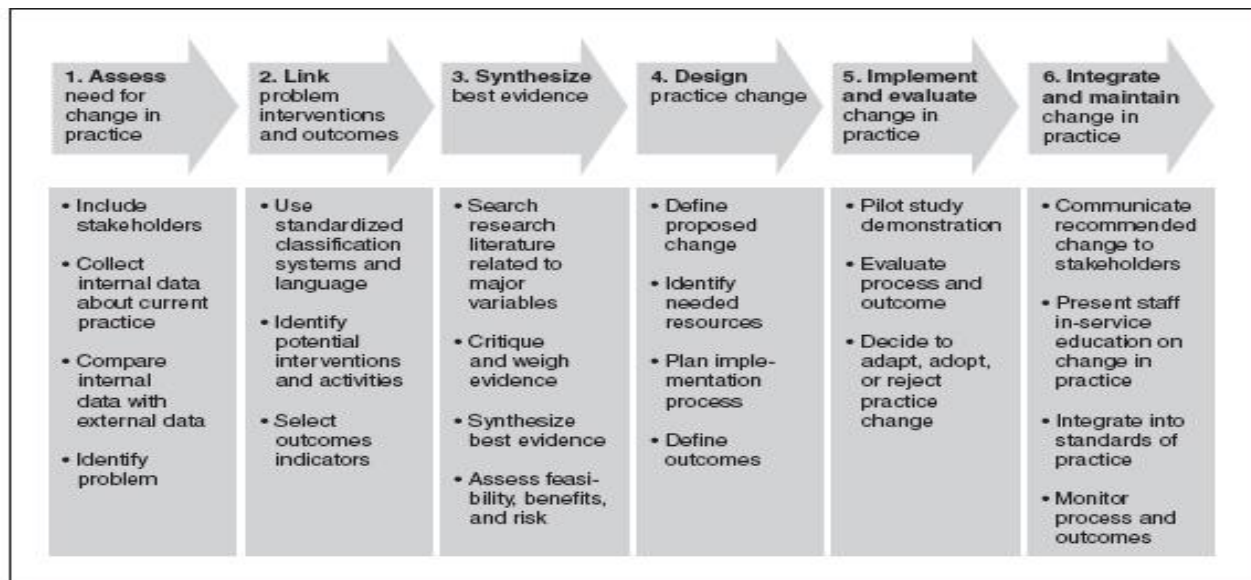 1. Assess
need for
change in
practice
2. Link
problem
interventions
and outcomes
3. Synthesize
best evidence
4. Design
practice change
5. Implement
and evaluate
change in
practice
6. Integrate
and maintain
change in
practice
• Include
stakeholders
• Collect
internal data
about current
practice
• Compare
internal
data with
external data
• Identify
problem
• Use
standardized
classification
systems and
language
• Identify
potential
interventions
and activities
• Select
outcomes
indicators
• Search
research
literature
related to
major
variables
• Critique
and weigh
evidence
• Synthesize
best evidence
• Assess feasi-
bility, benefits,
and risk
• Define
proposed
change
• Identify
needed
resources
• Plan imple-
mentation
process
• Define
outcomes
• Pilot study
demonstration
• Evaluate
process and
outcome
• Decide to
adapt, adopt,
or reject
practice
change
• Communicate
recommended
change to
stakeholders
• Present staff
in-service
education on
change in
practice
• Integrate into
standards of
practice
• Monitor
process and
outcomes